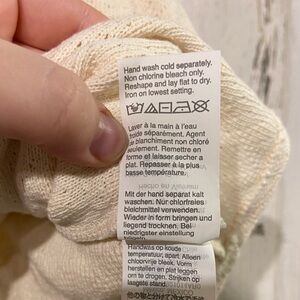 Hand wash cold separately.
Non chlorine bleach only.
Reshape and lay flat to dry.
Iron on lowest setting.
Laver à la main à l'eau
froide séparément. Agent
de blanchiment non chloré
seulement. Remettre en
forme et laisser secher a
plat. Repasser à la plus
basse température.
Mit der hand separat kalt
waschen. Nur chlorfreies
bleichmittel verwenden.
Wieder in form bringen und
liegend trocknen. Bei
niedrigster einstellung
Handwas op koude
temperatuur, apart. Alleen
chloorvrije bleek. Vorm
herstellen en plat leggen
om te drogen. Striken op
laagste stand.